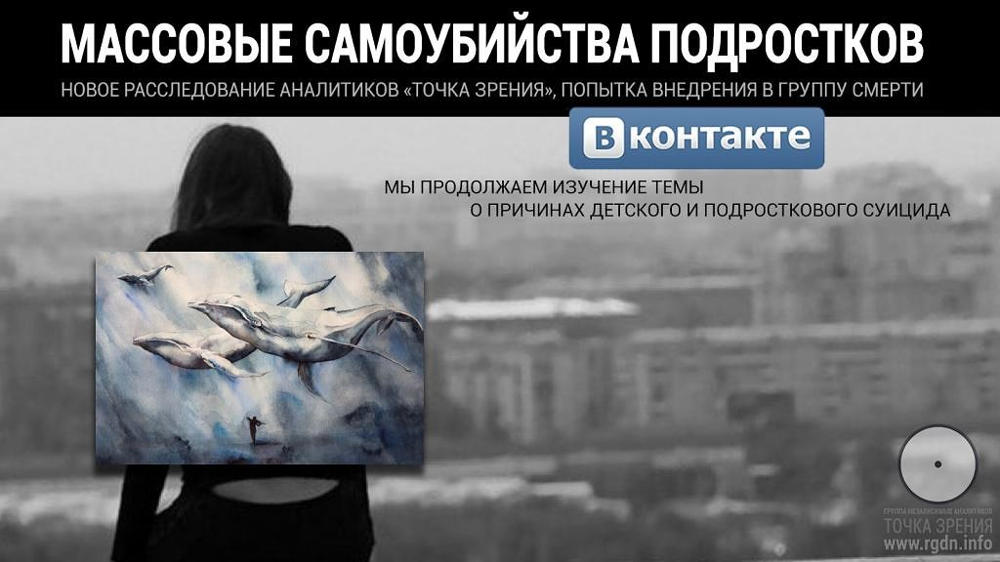 МАССОВЫЕ САМОУБИЙСТВА ПОДРОСТКОВ
НОВОЕ РАССЛЕДОВАНИЕ АНАЛИТИКОВ «ТОЧКА ЗРЕНИЯ», ПОПЫТКА ВНЕДРЕНИЯ В ГРУППУ СМЕРТИ
В контакте
МЫ ПРОДОЛЖАЕМ ИЗУЧЕНИЕ ТЕМЫ
О ПРИЧИНАХ ДЕТСКОГО И ПОДРОСТКОВОГО СУИЦИДА
ГРУППА НЕЗАВИСИМЫХ АНАЛИТИКОВ
ТОЧКА ЗРЕНИЯ
www.rgdn.info